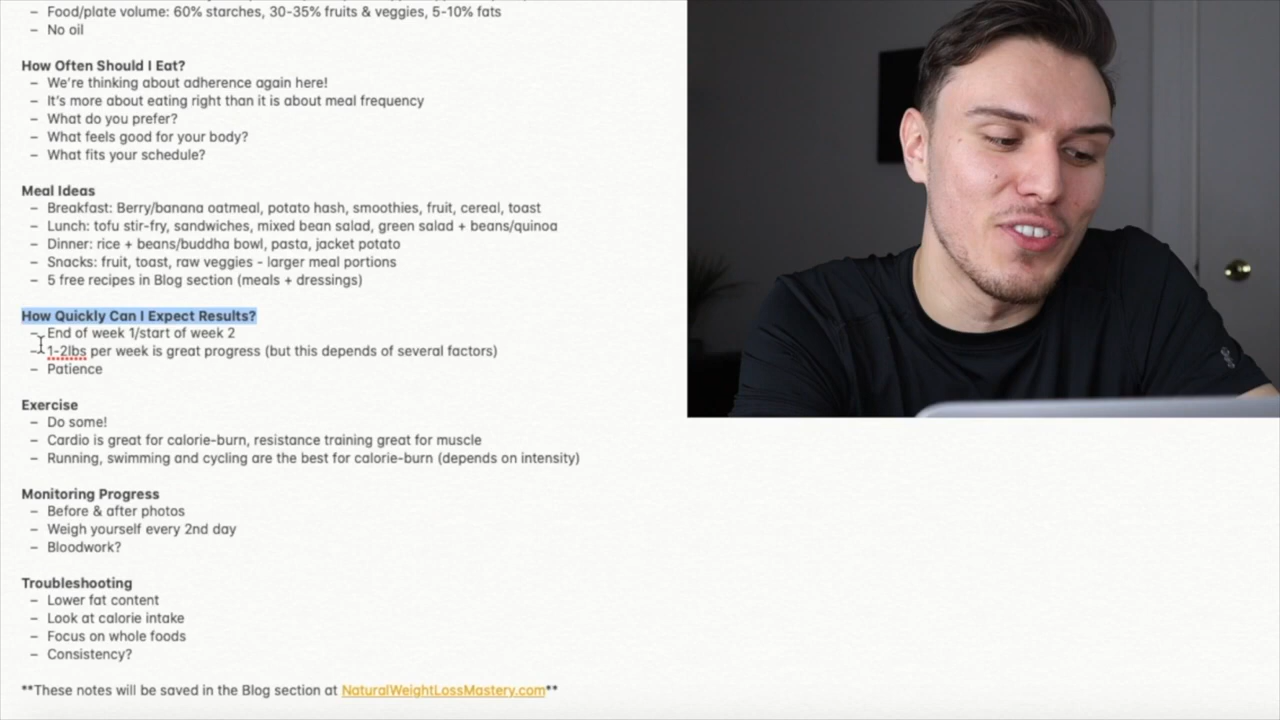 – Food/plate volume: 60% starches, 30-35% fruits & veggies, 5-10% fats
– No oil
How Often Should I Eat?
– We're thinking about adherence again here!
– It's more about eating right than it is about meal frequency
– What do you prefer?
– What feels good for your body?
– What fits your schedule?
Meal Ideas
– Breakfast: Berry/banana oatmeal, potato hash, smoothies, fruit, cereal, toast
– Lunch: tofu stir-fry, sandwiches, mixed bean salad, green salad + beans/quinoa
– Dinner: rice + beans/buddha bowl, pasta, jacket potato
– Snacks: fruit, toast, raw veggies - larger meal portions
– 5 free recipes in Blog section (meals + dressings)
How Quickly Can I Expect Results?
– End of week 1/start of week 2
– 1-2lbs per week is great progress (but this depends of several factors)
– Patience
Exercise
– Do some!
– Cardio is great for calorie-burn, resistance training great for muscle
– Running, swimming and cycling are the best for calorie-burn (depends on intensity)
Monitoring Progress
– Before & after photos
– Weigh yourself every 2nd day
– Bloodwork?
Troubleshooting
– Lower fat content
– Look at calorie intake
– Focus on whole foods
– Consistency?
**These notes will be saved in the Blog section at NaturalWeightLossMastery.com**